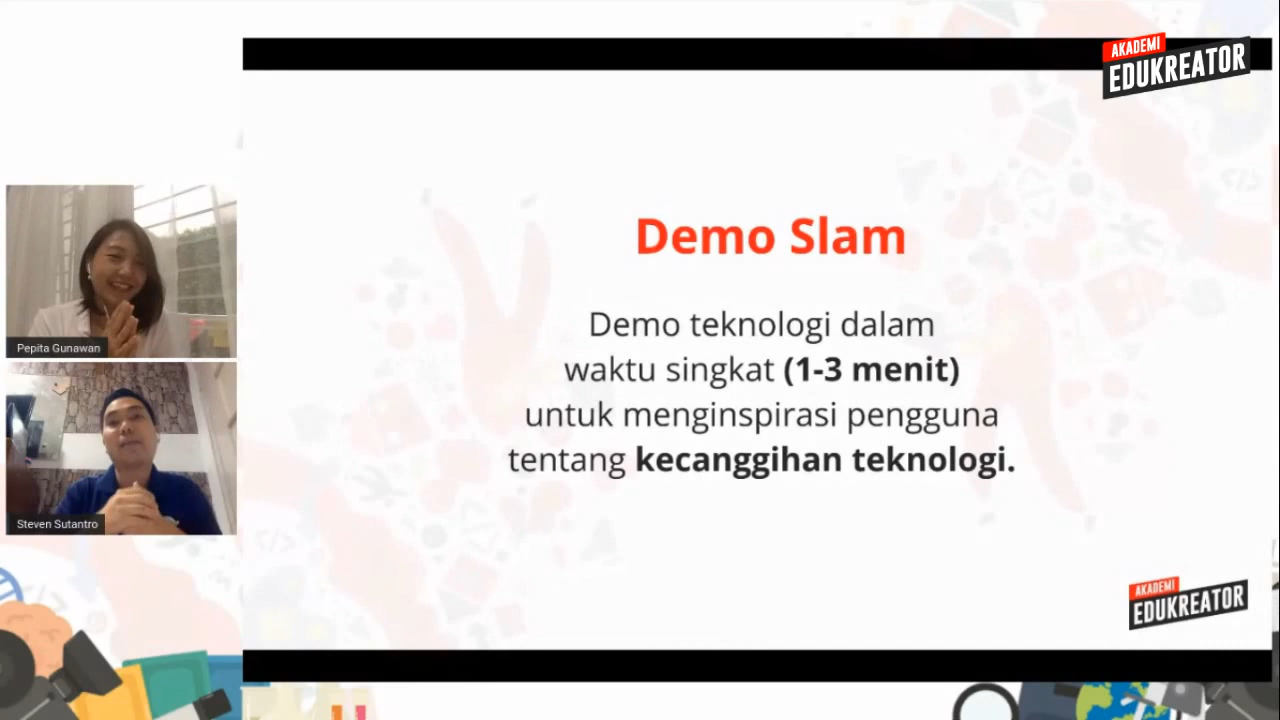 AKADEMI
EDUKREATOR
Demo Slam
Demo teknologi dalam
waktu singkat (1-3 menit)
untuk menginspirasi pengguna
tentang kecanggihan teknologi.
Pepita Gunawan
Steven Sutantro
AKADEMI
EDUKREATOR